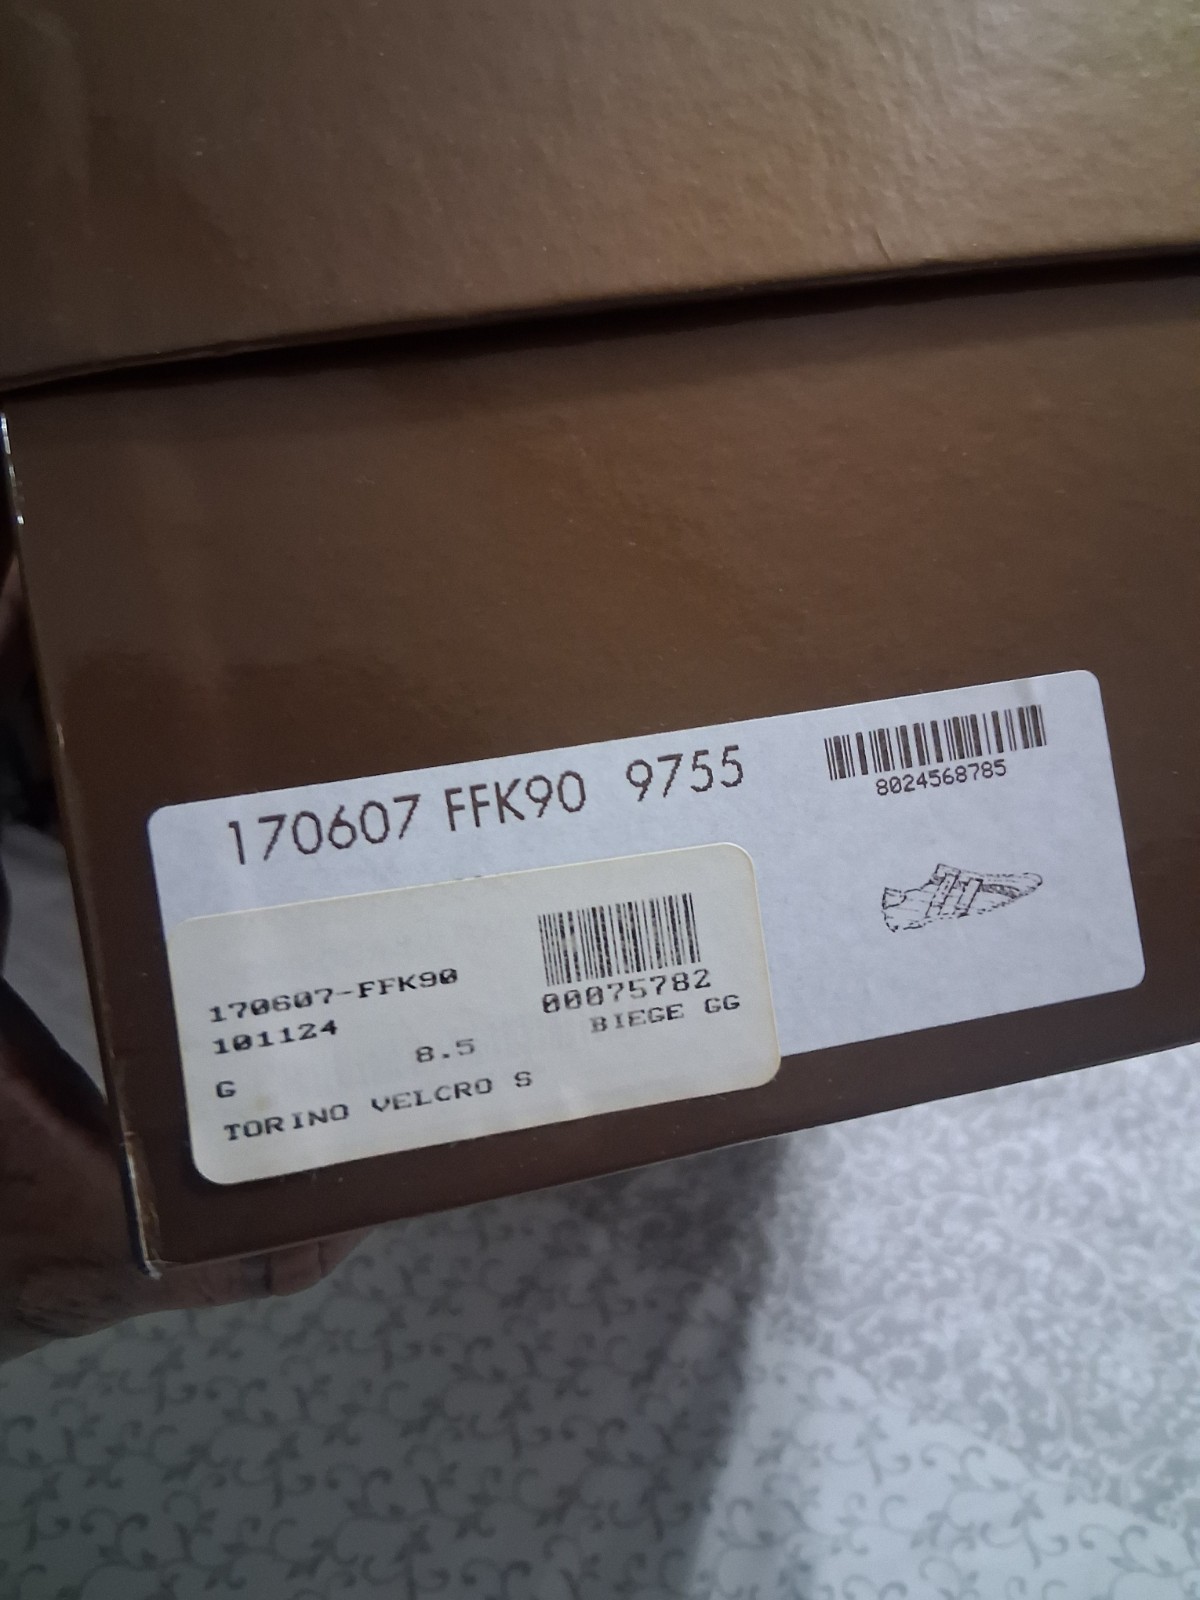 170607 FFK90 9755
8024568785
170607-FFK90
101124
00075782
BIEGE GG
G 8.5
TORINO VELCRO S